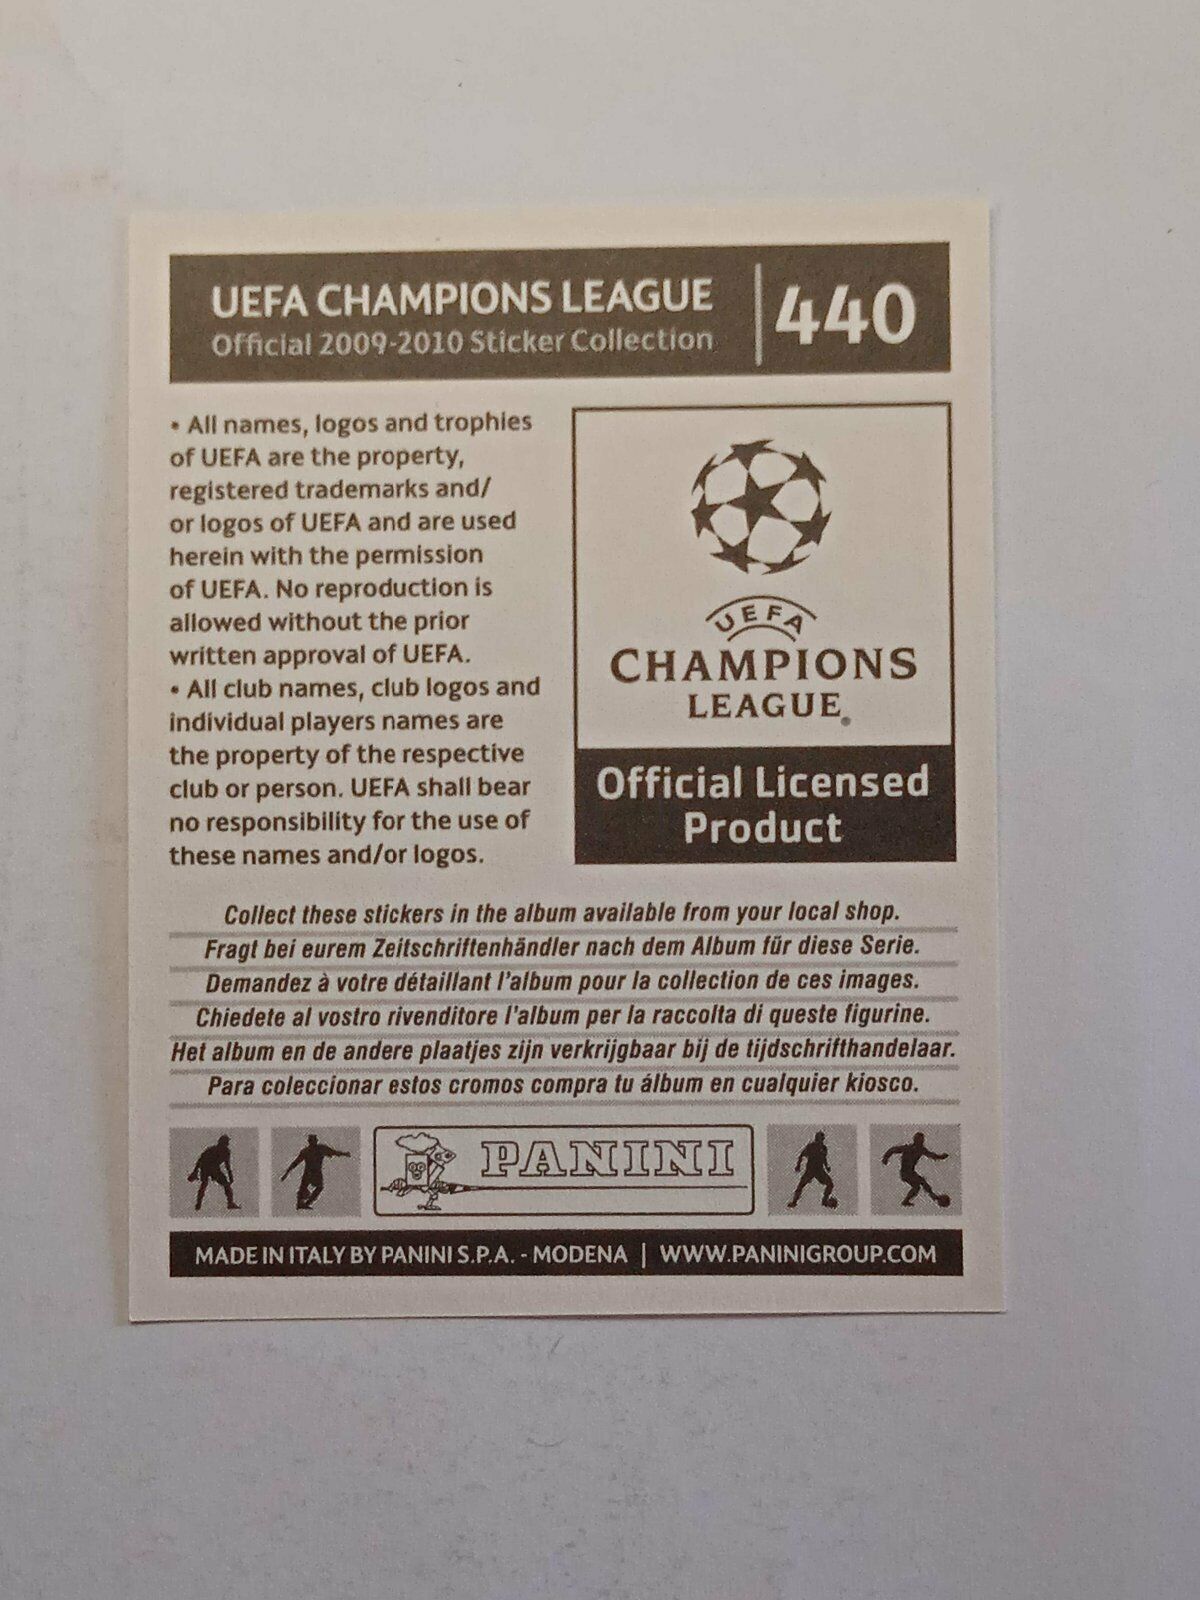 UEFA CHAMPIONS LEAGUE
Official 2009-2010 Sticker Collection
440
• All names, logos and trophies
of UEFA are the property,
registered trademarks and/
or logos of UEFA and are used
herein with the permission
of UEFA. No reproduction is
allowed without the prior
written approval of UEFA.
• All club names, club logos and
individual players names are
the property of the respective
club or person. UEFA shall bear
no responsibility for the use of
these names and/or logos.
UEFA
CHAMPIONS
LEAGUE®
Official Licensed
Product
Collect these stickers in the album available from your local shop.
Fragt bei eurem Zeitschriftenhändler nach dem Album für diese Serie.
Demandez à votre détaillant l'album pour la collection de ces images.
Chiedete al vostro rivenditore l'album per la raccolta di queste figurine.
Het album en de andere plaatjes zijn verkrijgbaar bij de tijdschrifthandelaar.
Para coleccionar estos cromos compra tu álbum en cualquier kiosco.
PANINI
MADE IN ITALY BY PANINI S.P.A. - MODENA | WWW.PANINIGROUP.COM